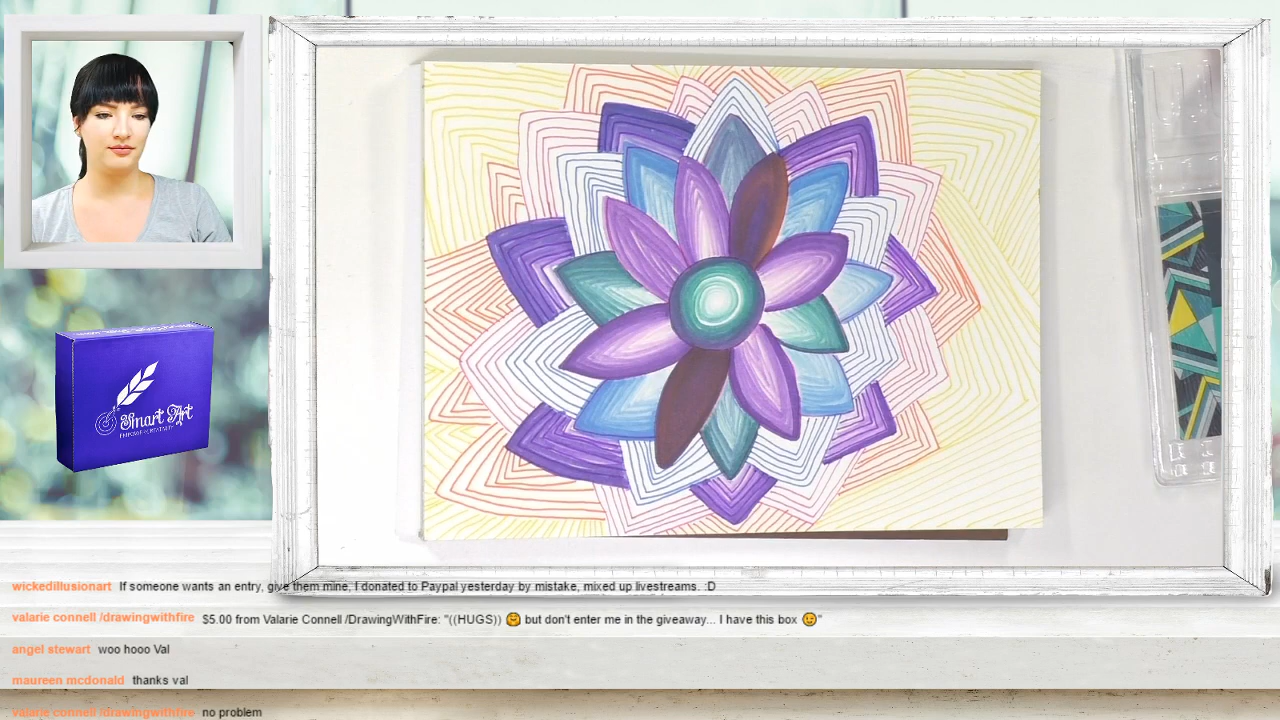 Smart Art
wickedillusionart If someone wants an entry, give them mine, I donated to Paypal yesterday by mistake, mixed up livestreams. :D
valarie connell /drawingwithfire $5.00 from Valarie Connell /DrawingWithFire: "((HUGS)) 🤗 but don't enter me in the giveaway... I have this box 😉"
angel stewart woo hooo Val
maureen mcdonald thanks val
valarie connell /drawingwithfire no problem